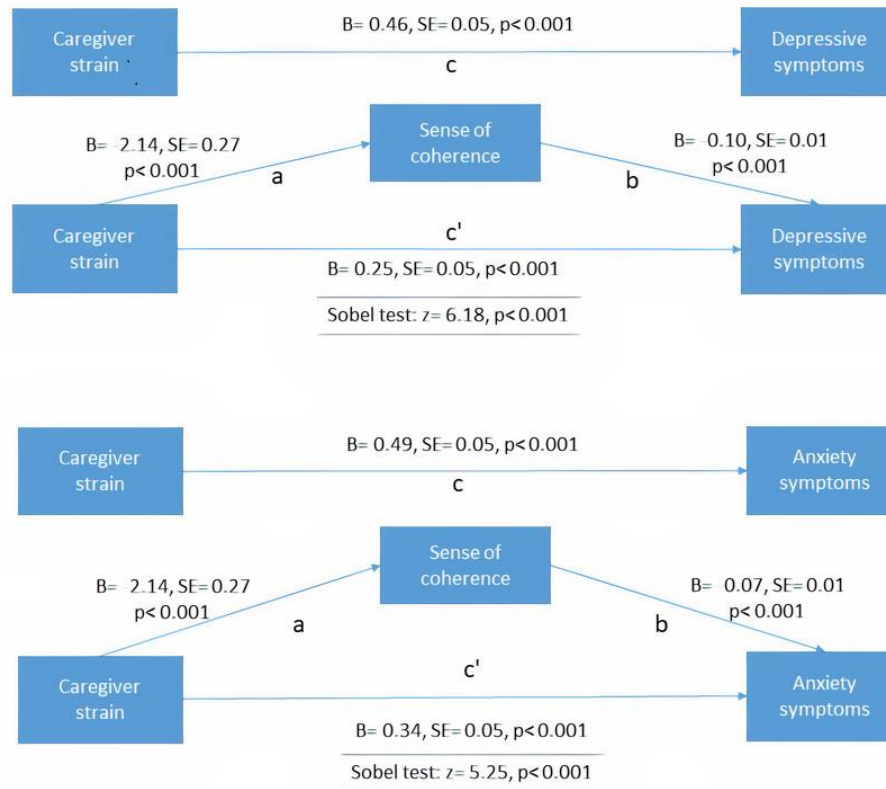 B= 0.46, SE= 0.05, p< 0.001
Caregiver
strain
c
Depressive
symptoms
B= -2.14, SE= 0.27
p< 0.001
a
Sense of
coherence
B= -0.10, SE= 0.01
p< 0.001
b
Caregiver
strain
c'
Depressive
symptoms
B= 0.25, SE= 0.05, p< 0.001
Sobel test: z= 6.18, p< 0.001
B= 0.49, SE= 0.05, p< 0.001
Caregiver
strain
c
Anxiety
symptoms
B= -2.14, SE= 0.27
p< 0.001
a
Sense of
coherence
B= -0.07, SE= 0.01
p< 0.001
b
Caregiver
strain
c'
Anxiety
symptoms
B= 0.34, SE= 0.05, p< 0.001
Sobel test: z= 5.25, p< 0.001